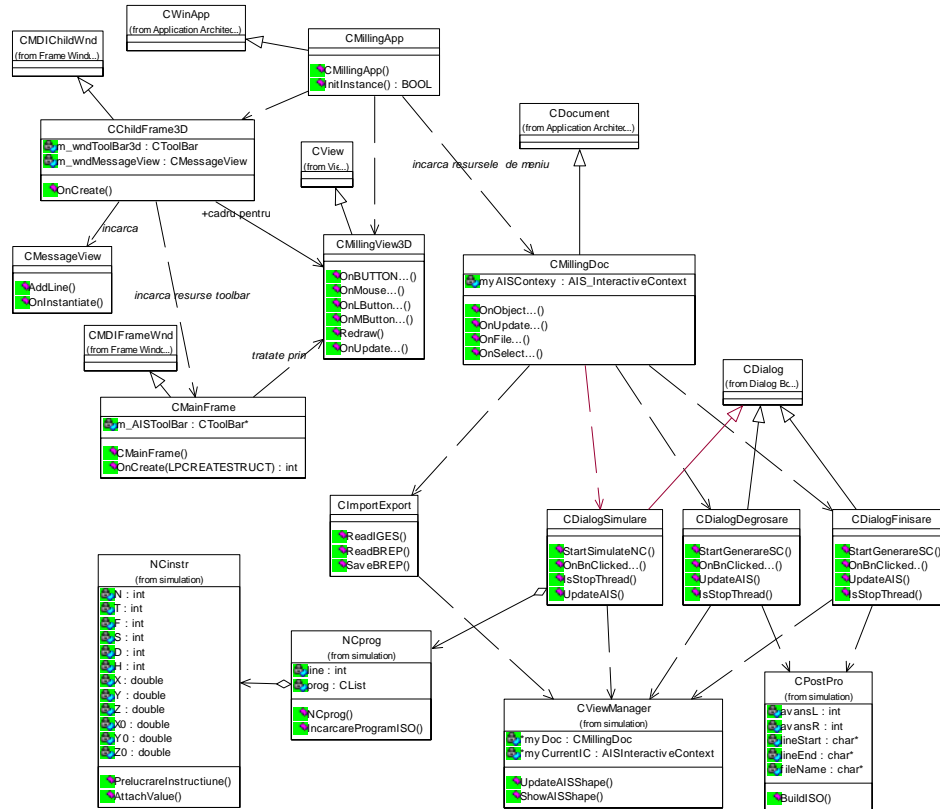 CWinApp
(from Application Architec...)
CMillingApp
CMillingApp()
InitInstance() : BOOL
CMDIChildWnd
(from Frame Wind...)
CDocument
(from Application Architec...)
CChildFrame3D
m_wndToolBar3d : CToolBar
m_wndMessageView : CMessageView
OnCreate()
CView
(from Vie...)
incarca resursele de meniu
+cadru pentru
incarca
CMessageView
AddLine()
OnInstantiate()
CMillingView3D
OnBUTTON...()
OnMouse...()
OnLButton...()
OnMButton...()
Redraw()
OnUpdate...()
CMillingDoc
myAISContexy : AIS_InteractiveContext
OnObject...()
OnUpdate...()
OnFile...()
OnSelect...()
incarca resurse toolbar
CMDIFrameWnd
(from Frame Wind...)
tratate prin
CDialog
(from Dialog Bc...)
CMainFrame
m_AISToolBar : CToolBar*
CMainFrame()
OnCreate(LPCREATESTRUCT) : int
CImportExport
ReadIGES()
ReadBREP()
SaveBREP()
CDialogSimulare
StartSimulateNC()
OnBnClicked...()
IsStopThread()
UpdateAIS()
CDialogDegrosare
StartGenerareSC()
OnBnClicked...()
UpdateAIS()
IsStopThread()
CDialogFinisare
StartGenerareSC()
OnBnClicked..()
UpdateAIS()
IsStopThread()
NCinstr
(from simulation)
N : int
T : int
F : int
S : int
D : int
H : int
X : double
Y : double
Z : double
X0 : double
Y0 : double
Z0 : double
PrelucrareInstructiune()
AttachValue()
NCprog
(from simulation)
line : int
prog : CList
NCprog()
IncarcareProgramISO()
CViewManager
(from simulation)
*myDoc : CMillingDoc
*myCurrentIC : AISInteractiveContext
UpdateAISShape()
ShowAISShape()
CPostPro
(from simulation)
avansL : int
avansR : int
lineStart : char*
lineEnd : char*
fileName : char*
BuildISO()